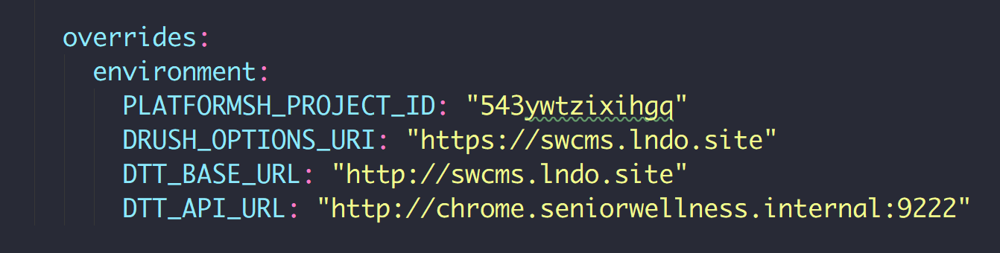 overrides:
environment:
PLATFORMSH_PROJECT_ID: "543ywtzixihgq"
DRUSH_OPTIONS_URI: "https://swcms.lndo.site"
DTT_BASE_URL: "http://swcms.lndo.site"
DTT_API_URL: "http://chrome.seniorwellness.internal:9222"